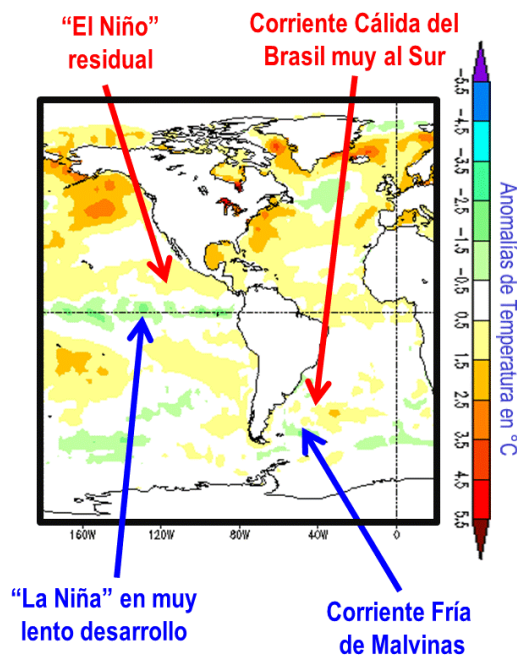 “El Niño”
residual
Corriente Cálida del
Brasil muy al Sur
-5.5
-4.5
-3.5
-2.5
-1.5
-0.5
0.5
1.5
2.5
3.5
4.5
5.5
Anomalías de Temperatura en °C
160W
120W
80W
40W
0
“La Niña” en muy
lento desarrollo
Corriente Fría
de Malvinas